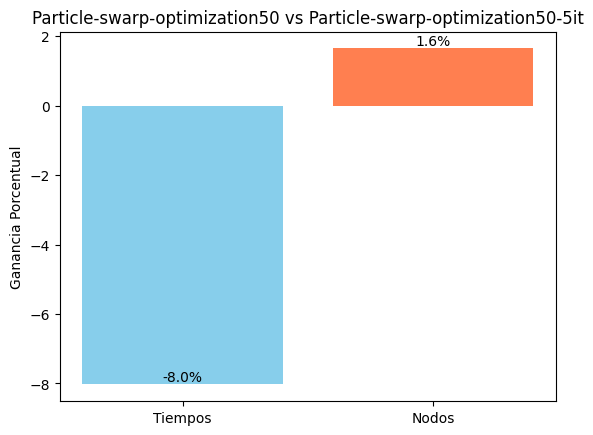 Particle-swarp-optimization50 vs Particle-swarp-optimization50-5it
Ganancia Porcentual
2
0
−2
−4
−6
−8
1.6%
-8.0%
Tiempos
Nodos